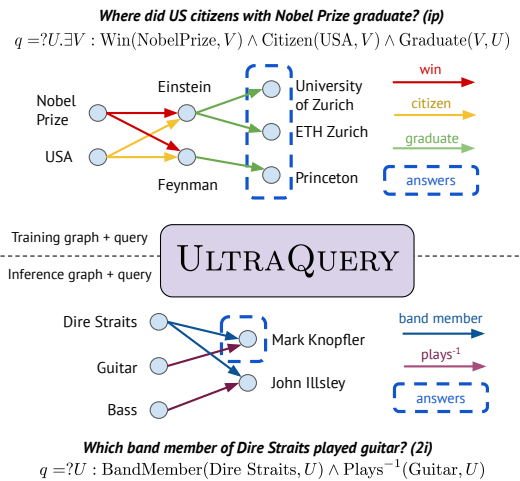 Where did US citizens with Nobel Prize graduate? (ip)
q =?U.∃V : Win(NobelPrize, V) ∧ Citizen(USA, V) ∧ Graduate(V, U)
Einstein
Nobel
Prize
USA
Feynman
University
of Zurich
ETH Zurich
Princeton
win
citizen
graduate
answers
Training graph + query
Inference graph + query
ULTRAQUERY
Dire Straits
Guitar
Bass
Mark Knopfler
John Illsley
band member
plays⁻¹
answers
Which band member of Dire Straits played guitar? (2i)
q =?U : BandMember(Dire Straits, U) ∧ Plays⁻¹(Guitar, U)